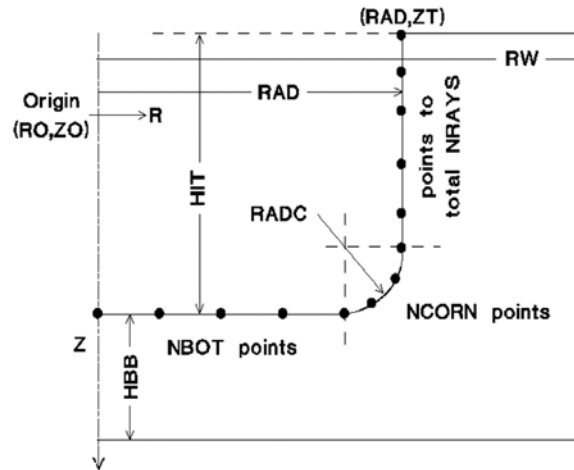 (RAD,ZT)
RW
RAD
Origin
(RO,ZO)
R
HIT
points to
total NRAYS
RADC
NCORN points
Z
NBOT points
HBB